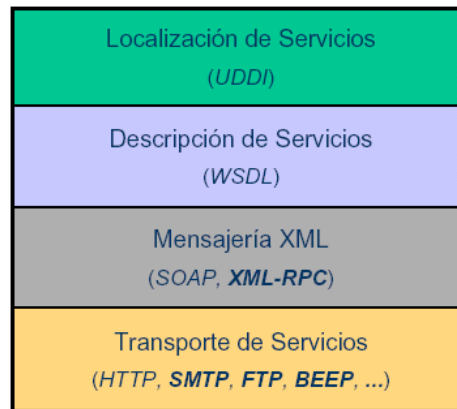 Localización de Servicios
(UDDI)
Descripción de Servicios
(WSDL)
Mensajería XML
(SOAP, XML-RPC)
Transporte de Servicios
(HTTP, SMTP, FTP, BEEP, ...)